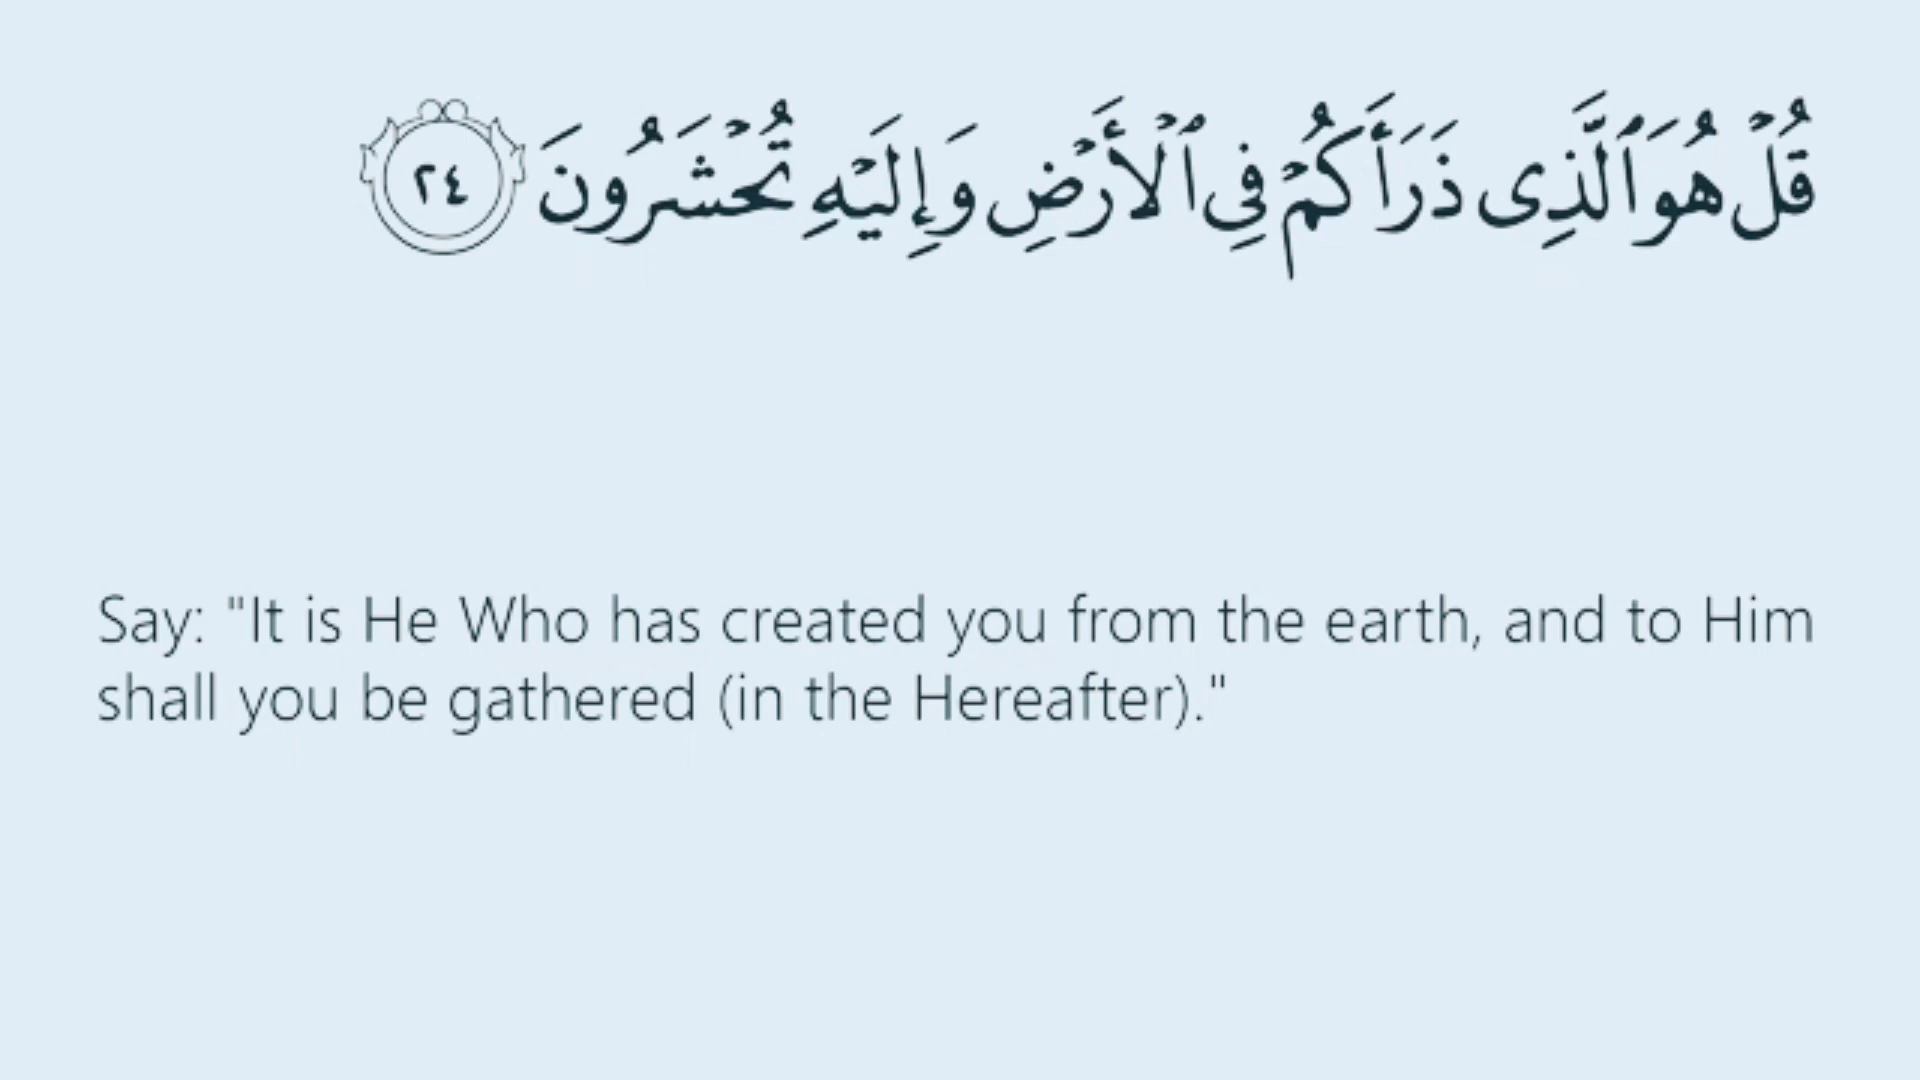 قُلْ هُوَ ٱلَّذِى ذَرَأَكُمْ فِى ٱلْأَرْضِ وَإِلَيْهِ تُحْشَرُونَ ٢٤
Say: "It is He Who has created you from the earth, and to Him
shall you be gathered (in the Hereafter)."